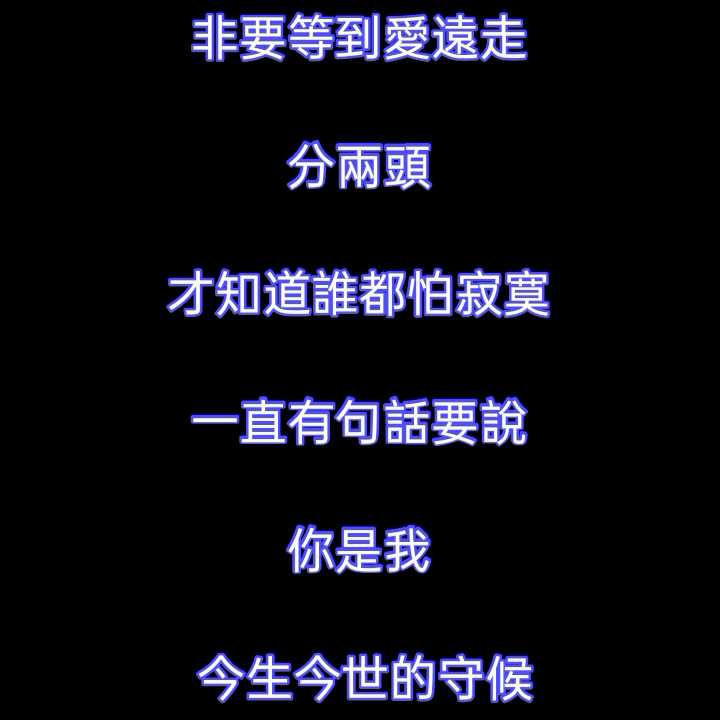 非要等到愛遠走
分兩頭
才知道誰都怕寂寞
一直有句話要說
你是我
今生今世的守候